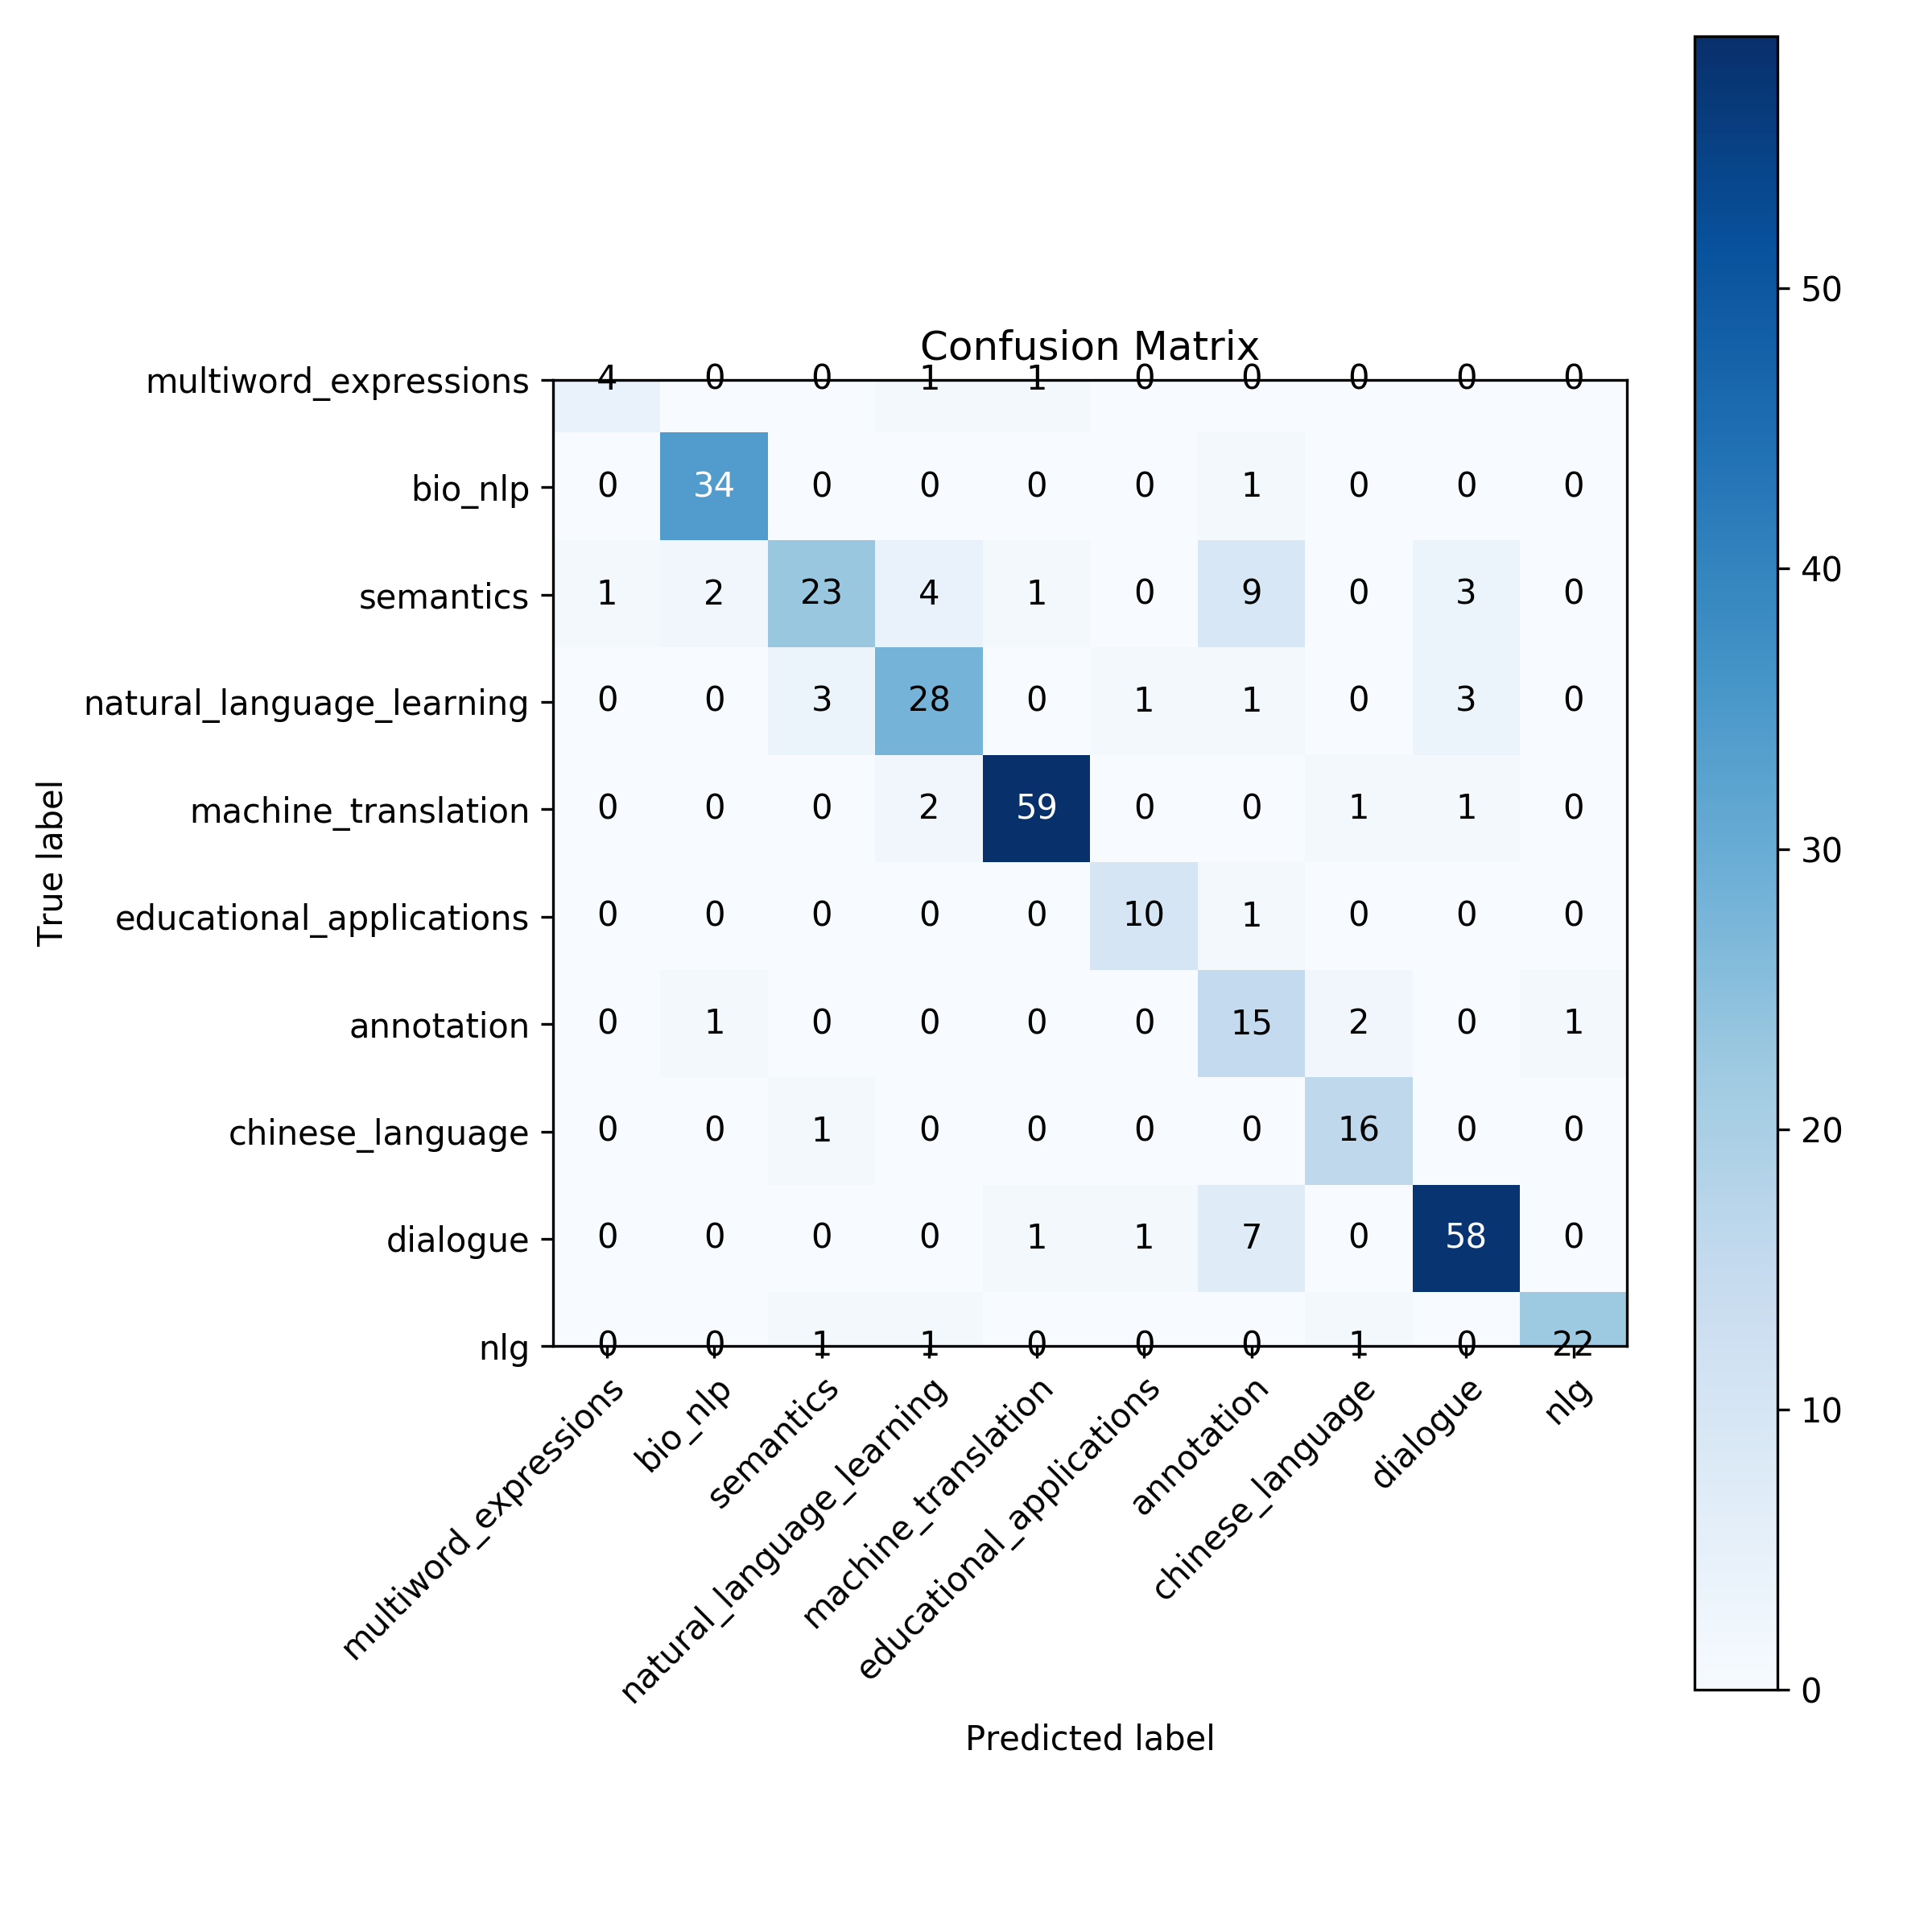 Confusion Matrix
multiword_expressions 4 0 0 1 1 0 0 0 0 0
bio_nlp 0 34 0 0 0 0 1 0 0 0
semantics 1 2 23 4 1 0 9 0 3 0
natural_language_learning 0 0 3 28 0 1 1 0 3 0
machine_translation 0 0 0 2 59 0 0 1 1 0
educational_applications 0 0 0 0 0 10 1 0 0 0
annotation 0 1 0 0 0 0 15 2 0 1
chinese_language 0 0 1 0 0 0 0 16 0 0
dialogue 0 0 0 0 1 1 7 0 58 0
nlg 0 0 1 1 0 0 0 1 0 22
True label
multiword_expressions
bio_nlp
semantics
natural_language_learning
machine_translation
educational_applications
annotation
chinese_language
dialogue
nlg
Predicted label
50
40
30
20
10
0